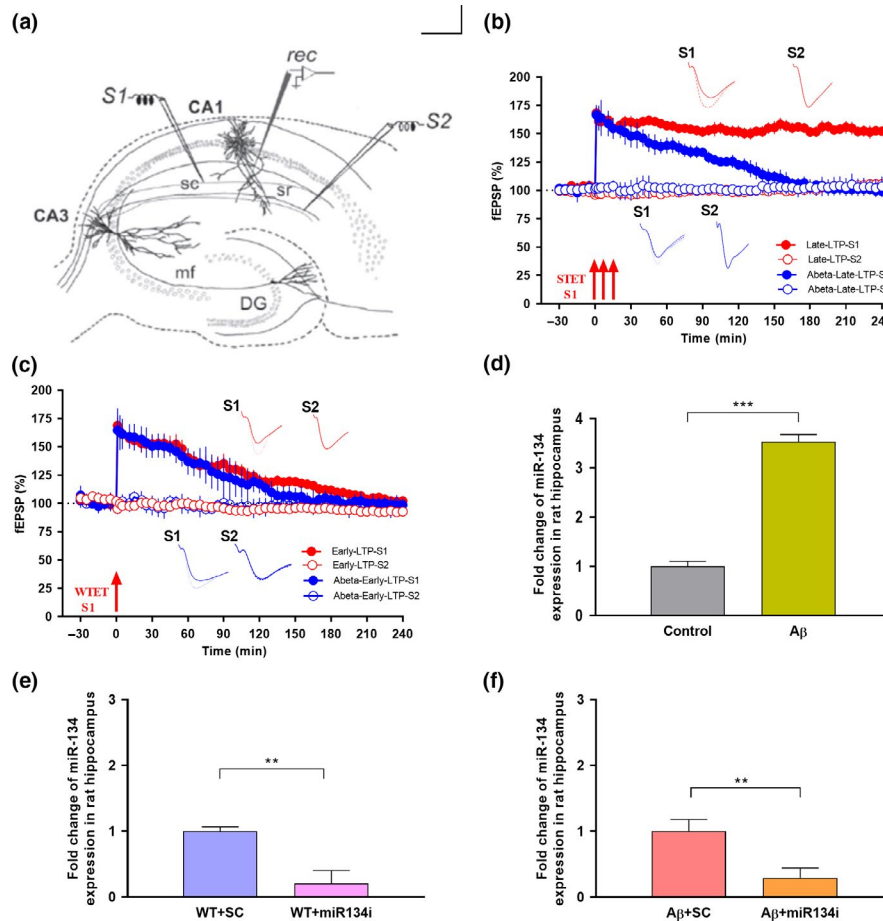 (a)
rec
S1
CA1
S2
sc
sr
CA3
mf
DG
(b)
S1
S2
200
175
150
125
100
75
50
25
0
fEPSP (%)
S1
S2
Late-LTP-S1
Late-LTP-S2
Abeta-Late-LTP-S
Abeta-Late-LTP-S
STET
S1
−30
0
30
60
90
120
150
180
210
240
Time (min)
(c)
S1
S2
200
175
150
125
100
75
50
25
0
fEPSP (%)
S1
S2
Early-LTP-S1
Early-LTP-S2
Abeta-Early-LTP-S1
Abeta-Early-LTP-S2
WTET
S1
−30
0
30
60
90
120
150
180
210
240
Time (min)
(d)
Fold change of miR-134
expression in rat hippocampus
4
3
2
1
0
***
Control
Aβ
(e)
Fold change of miR-134
expression in rat hippocampus
3
2
1
0
**
WT+SC
WT+miR134i
(f)
Fold change of miR-134
expression in rat hippocampus
3
2
1
0
**
Aβ+SC
Aβ+miR134i